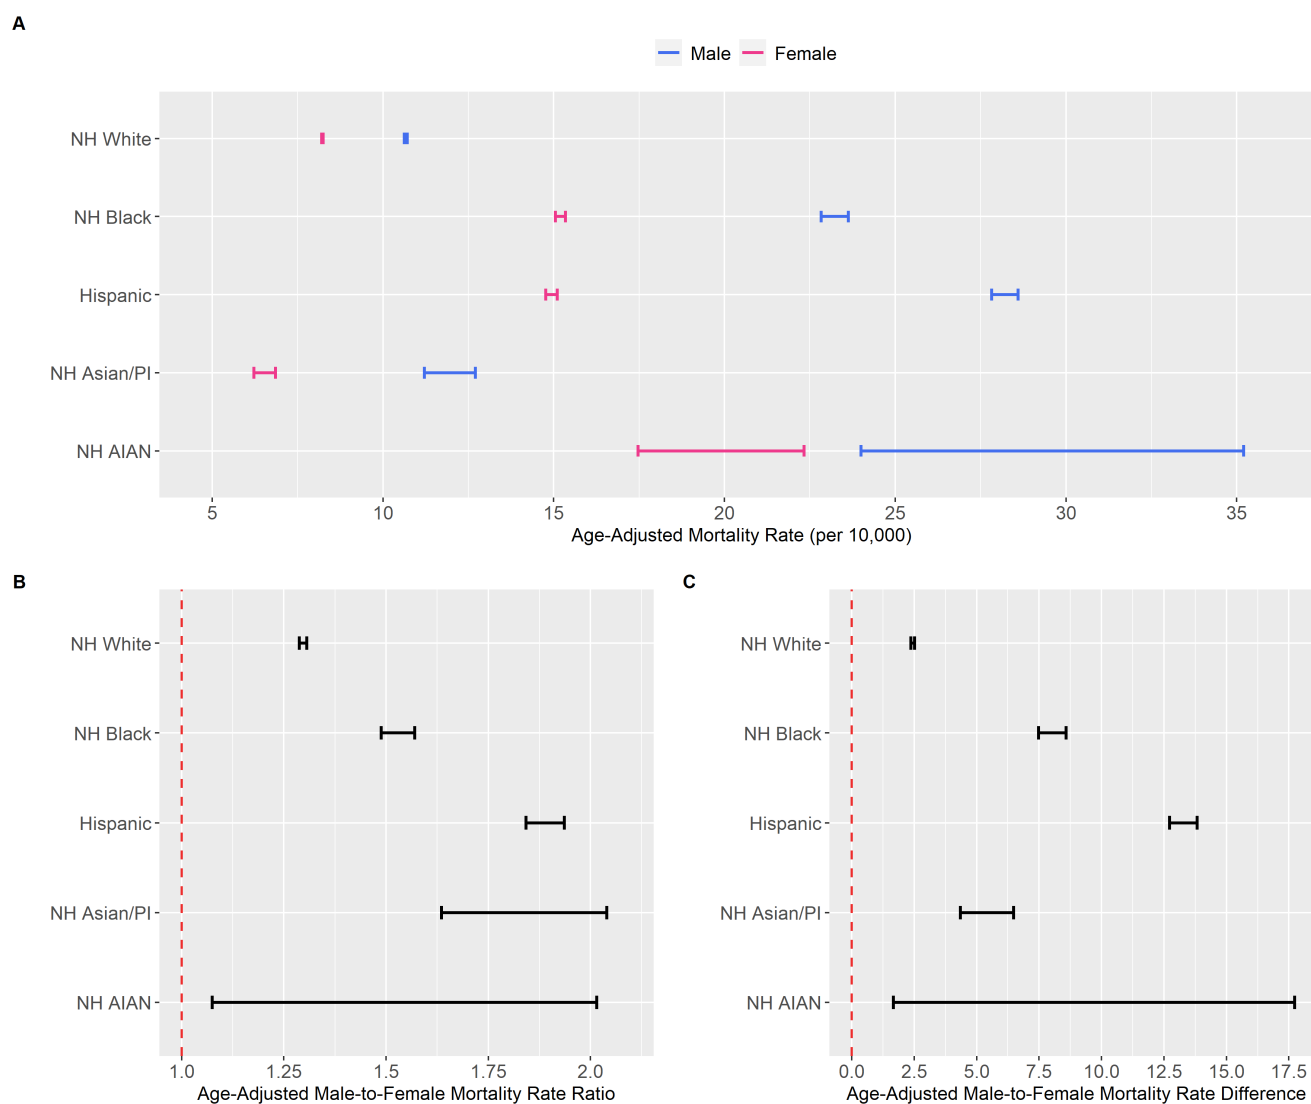 A
Male Female
NH White
NH Black
Hispanic
NH Asian/PI
NH AIAN
5 10 15 20 25 30 35
Age-Adjusted Mortality Rate (per 10,000)
B
NH White
NH Black
Hispanic
NH Asian/PI
NH AIAN
1.0 1.25 1.5 1.75 2.0
Age-Adjusted Male-to-Female Mortality Rate Ratio
C
NH White
NH Black
Hispanic
NH Asian/PI
NH AIAN
0.0 2.5 5.0 7.5 10.0 12.5 15.0 17.5
Age-Adjusted Male-to-Female Mortality Rate Difference